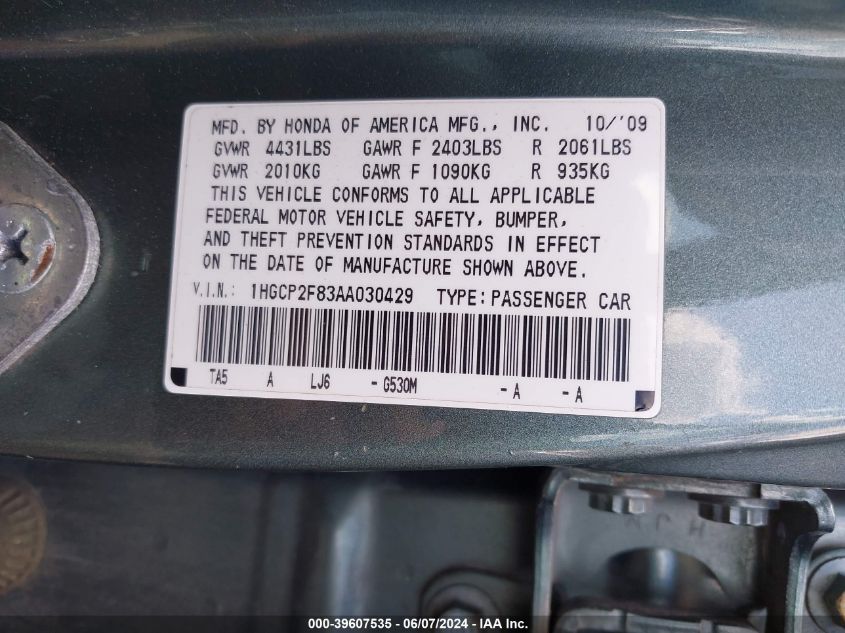 MFD. BY HONDA OF AMERICA MFG., INC. 10/'09
GVWR 4431LBS GAWR F 2403LBS R 2061LBS
GVWR 2010KG GAWR F 1090KG R 935KG
THIS VEHICLE CONFORMS TO ALL APPLICABLE
FEDERAL MOTOR VEHICLE SAFETY, BUMPER,
AND THEFT PREVENTION STANDARDS IN EFFECT
ON THE DATE OF MANUFACTURE SHOWN ABOVE.
V.I.N.: 1HGCP2F83AA030429 TYPE: PASSENGER CAR
TA5 A LJ6 - G530M - A - A
000-39607535 - 06/07/2024 - IAA Inc.